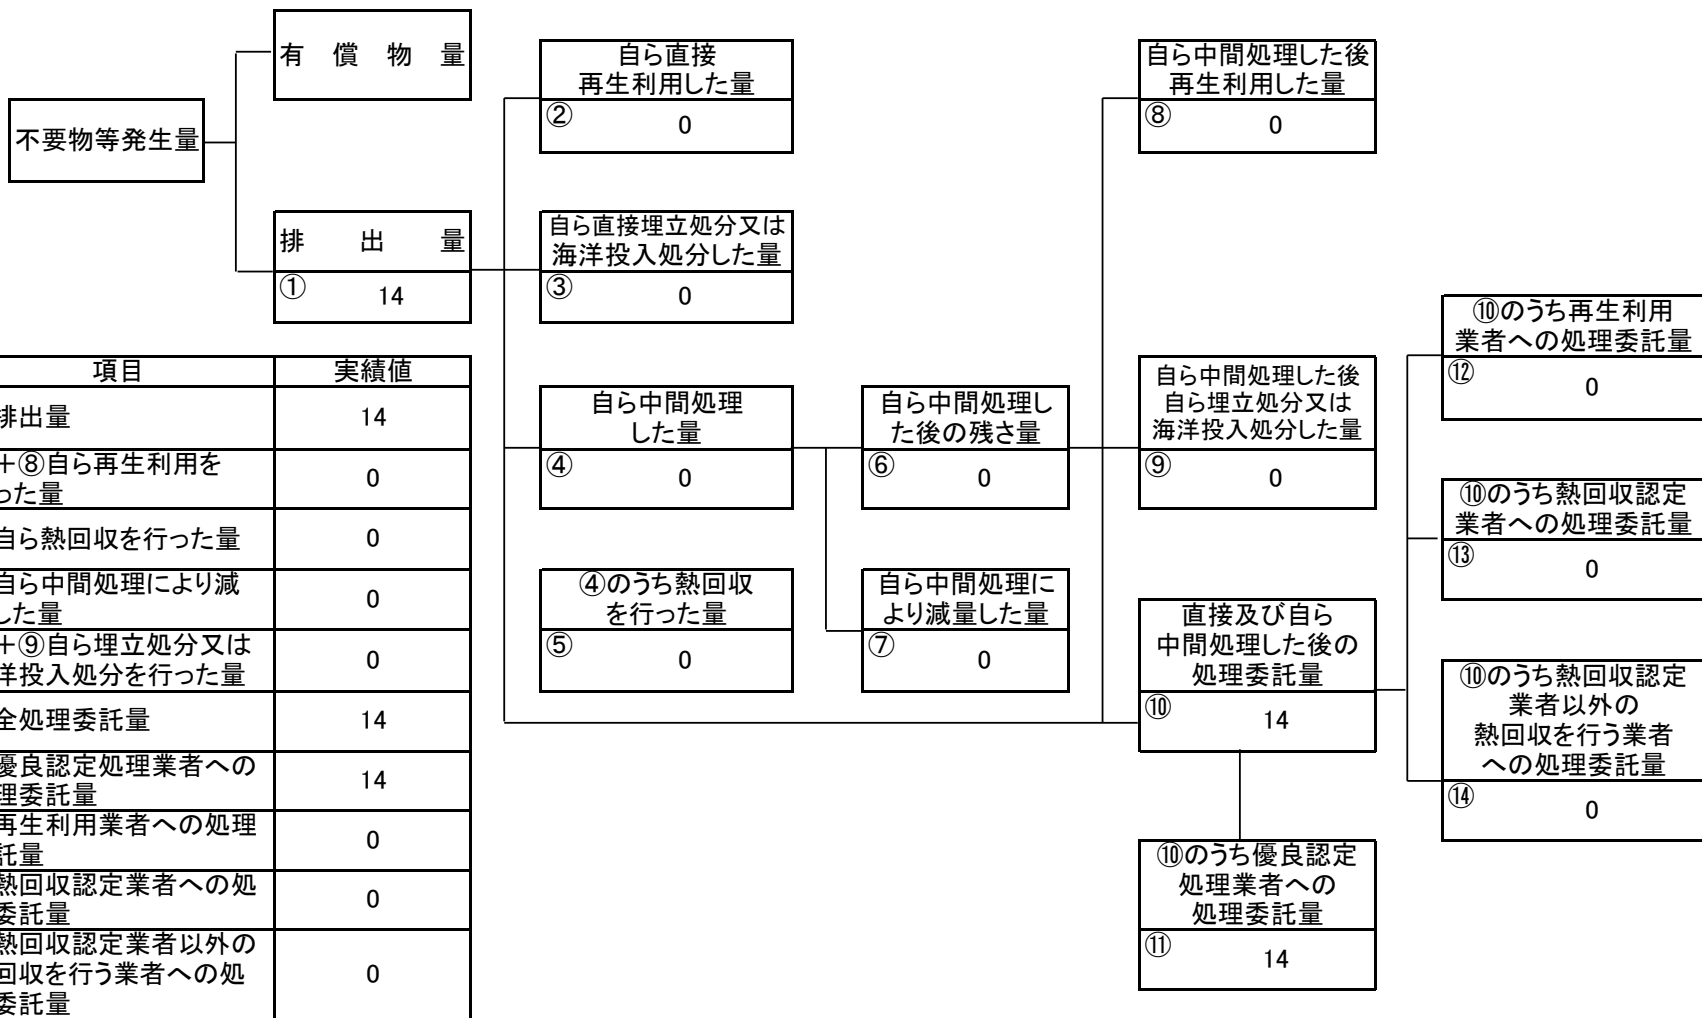 有償物量
不要物等発生量
排出量
① 14
自ら直接
再生利用した量
② 0
自ら直接埋立処分又は
海洋投入処分した量
③ 0
自ら中間処理
した量
④ 0
④のうち熱回収
を行った量
⑤ 0
自ら中間処理し
た後の残さ量
⑥ 0
自ら中間処理に
より減量した量
⑦ 0
自ら中間処理した後
再生利用した量
⑧ 0
自ら中間処理した後
自ら埋立処分又は
海洋投入処分した量
⑨ 0
直接及び自ら
中間処理した後の
処理委託量
⑩ 14
⑩のうち優良認定
処理業者への
処理委託量
⑪ 14
⑩のうち再生利用
業者への処理委託量
⑫ 0
⑩のうち熱回収認定
業者への処理委託量
⑬ 0
⑩のうち熱回収認定
業者以外の
熱回収を行う業者
への処理委託量
⑭ 0
項目 実績値
排出量 14
＋⑧自ら再生利用を
った量 0
自ら熱回収を行った量 0
自ら中間処理により減
した量 0
＋⑨自ら埋立処分又は
洋投入処分を行った量 0
全処理委託量 14
優良認定処理業者への
理委託量 14
再生利用業者への処理
託量 0
熱回収認定業者への処
委託量 0
熱回収認定業者以外の
回収を行う業者への処
委託量 0